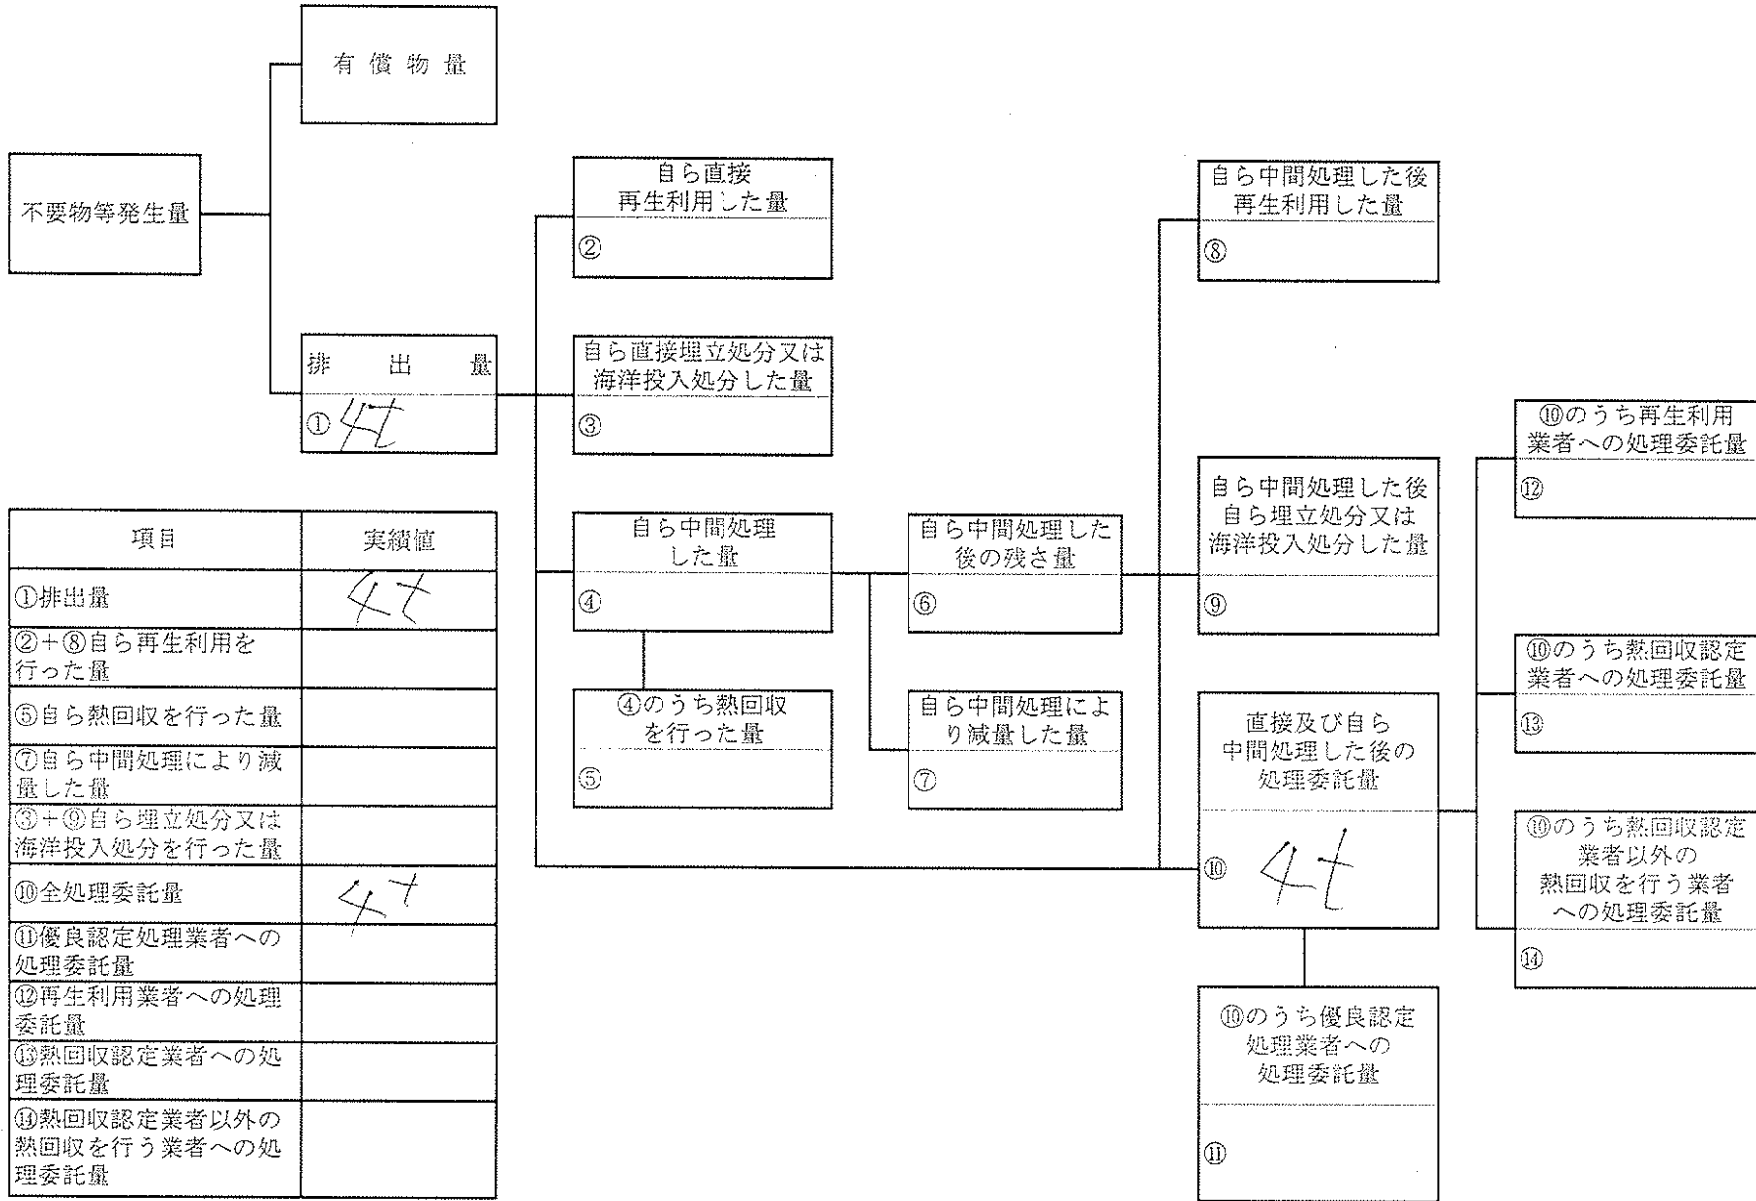 有償物量
不要物等発生量
排出量
① 4t
自ら直接
再生利用した量
②
自ら直接埋立処分又は
海洋投入処分した量
③
自ら中間処理
した量
④
④のうち熱回収
を行った量
⑤
自ら中間処理した
後の残さ量
⑥
自ら中間処理によ
り減量した量
⑦
自ら中間処理した後
再生利用した量
⑧
自ら中間処理した後
自ら埋立処分又は
海洋投入処分した量
⑨
直接及び自ら
中間処理した後の
処理委託量
⑩ 4t
⑩のうち優良認定
処理業者への
処理委託量
⑪
⑩のうち再生利用
業者への処理委託量
⑫
⑩のうち熱回収認定
業者への処理委託量
⑬
⑩のうち熱回収認定
業者以外の
熱回収を行う業者
への処理委託量
⑭
項目 実績値
①排出量 4t
②+⑧自ら再生利用を
行った量
⑤自ら熱回収を行った量
⑦自ら中間処理により減
量した量
③+⑨自ら埋立処分又は
海洋投入処分を行った量
⑩全処理委託量 4t
⑪優良認定処理業者への
処理委託量
⑫再生利用業者への処理
委託量
⑬熱回収認定業者への処
理委託量
⑭熱回収認定業者以外の
熱回収を行う業者への処
理委託量